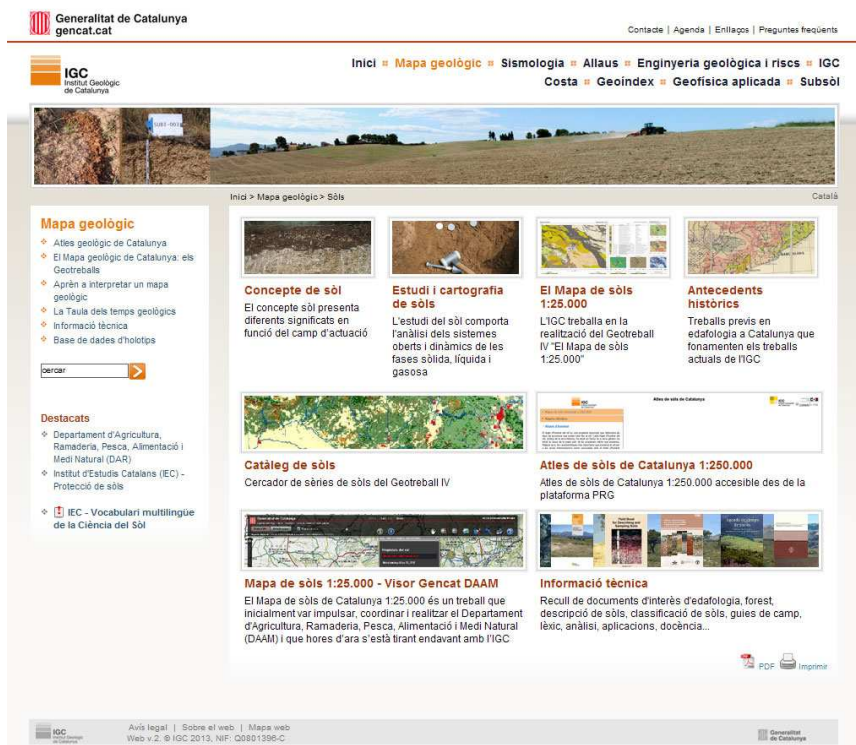 Generalitat de Catalunya
gencat.cat
Contacte | Agenda | Enllaços | Preguntes freqüents
IGC
Institut Geològic
de Catalunya
Inici Mapa geològic Sismologia Allaus Enginyeria geològica i riscs IGC
Costa Geoíndex Geofísica aplicada Subsòl
Inici > Mapa geològic > Sòls
Català
Mapa geològic
Atles geològic de Catalunya
El Mapa geològic de Catalunya: els
Geotreballs
Aprèn a interpretar un mapa
geològic
La Taula dels temps geològics
Informació tècnica
Base de dades d'holotips
cercar
Destacats
Departament d'Agricultura,
Ramaderia, Pesca, Alimentació i
Medi Natural (DAR)
Institut d'Estudis Catalans (IEC) -
Protecció de sòls
IEC - Vocabulari multilingüe
de la Ciència del Sòl
Concepte de sòl
El concepte sòl presenta
diferents significats en
funció del camp d'actuació
Estudi i cartografia
de sòls
L'estudi del sòl comporta
l'anàlisi dels sistemes
oberts i dinàmics de les
fases sòlida, líquida i
gasosa
El Mapa de sòls
1:25.000
L'IGC treballa en la
realització del Geotreball
IV "El Mapa de sòls
1:25.000"
Antecedents
històrics
Treballs previs en
edafologia a Catalunya que
fonamenten els treballs
actuals de l'IGC
Catàleg de sòls
Cercador de sèries de sòls del Geotreball IV
Atles de sòls de Catalunya
Atles de sòls de Catalunya 1:250.000
Atles de sòls de Catalunya 1:250.000 accesible des de la
plataforma PRG
Mapa de sòls 1:25.000 - Visor Gencat DAAM
El Mapa de sòls de Catalunya 1:25.000 és un treball que
inicialment var impulsar, coordinar i realitzar el Departament
d'Agricultura, Ramaderia, Pesca, Alimentació i Medi Natural
(DAAM) i que hores d'ara s'està tirant endavant amb l'IGC
Informació tècnica
Recull de documents d'interès d'edafologia, forest,
descripció de sòls, classificació de sòls, guies de camp,
lèxic, anàlisi, aplicacions, docència...
PDF Imprimir
IGC
Avís legal | Sobre el web | Mapa web
Web v.2. © IGC 2013, NIF: Q0801396-C
Generalitat
de Catalunya